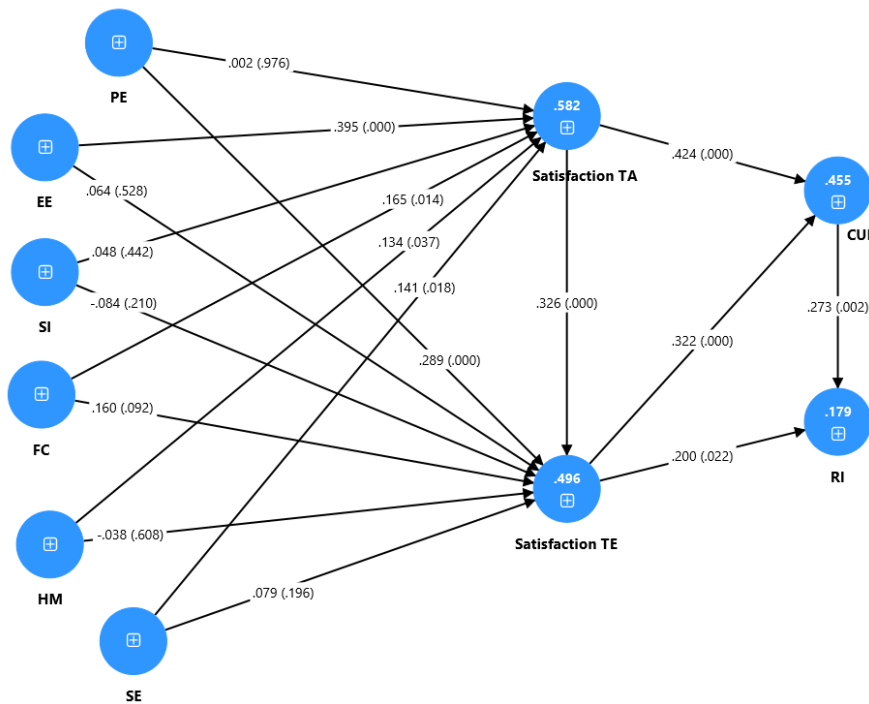 PE
.002 (.976)
.582
Satisfaction TA
.395 (.000)
EE
.064 (.528)
.424 (.000)
.455
CUI
.165 (.014)
.048 (.442)
.134 (.037)
SI
-.084 (.210)
.141 (.018)
.326 (.000)
.273 (.002)
.289 (.000)
.322 (.000)
FC
.160 (.092)
.179
RI
.200 (.022)
.496
Satisfaction TE
HM
-.038 (.608)
.079 (.196)
SE